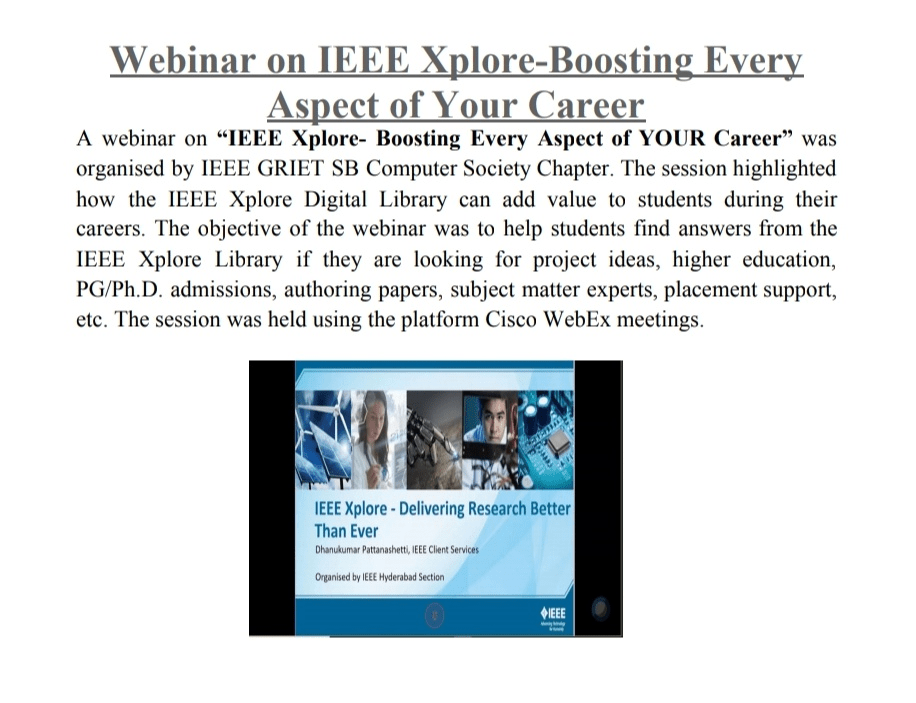 Webinar on IEEE Xplore-Boosting Every
Aspect of Your Career
A webinar on “IEEE Xplore- Boosting Every Aspect of YOUR Career” was
organised by IEEE GRIET SB Computer Society Chapter. The session highlighted
how the IEEE Xplore Digital Library can add value to students during their
careers. The objective of the webinar was to help students find answers from the
IEEE Xplore Library if they are looking for project ideas, higher education,
PG/Ph.D. admissions, authoring papers, subject matter experts, placement support,
etc. The session was held using the platform Cisco WebEx meetings.
IEEE Xplore - Delivering Research Better
Than Ever
Dhanukumar Pattanashetti, IEEE Client Services
Organised by IEEE Hyderabad Section
IEEE